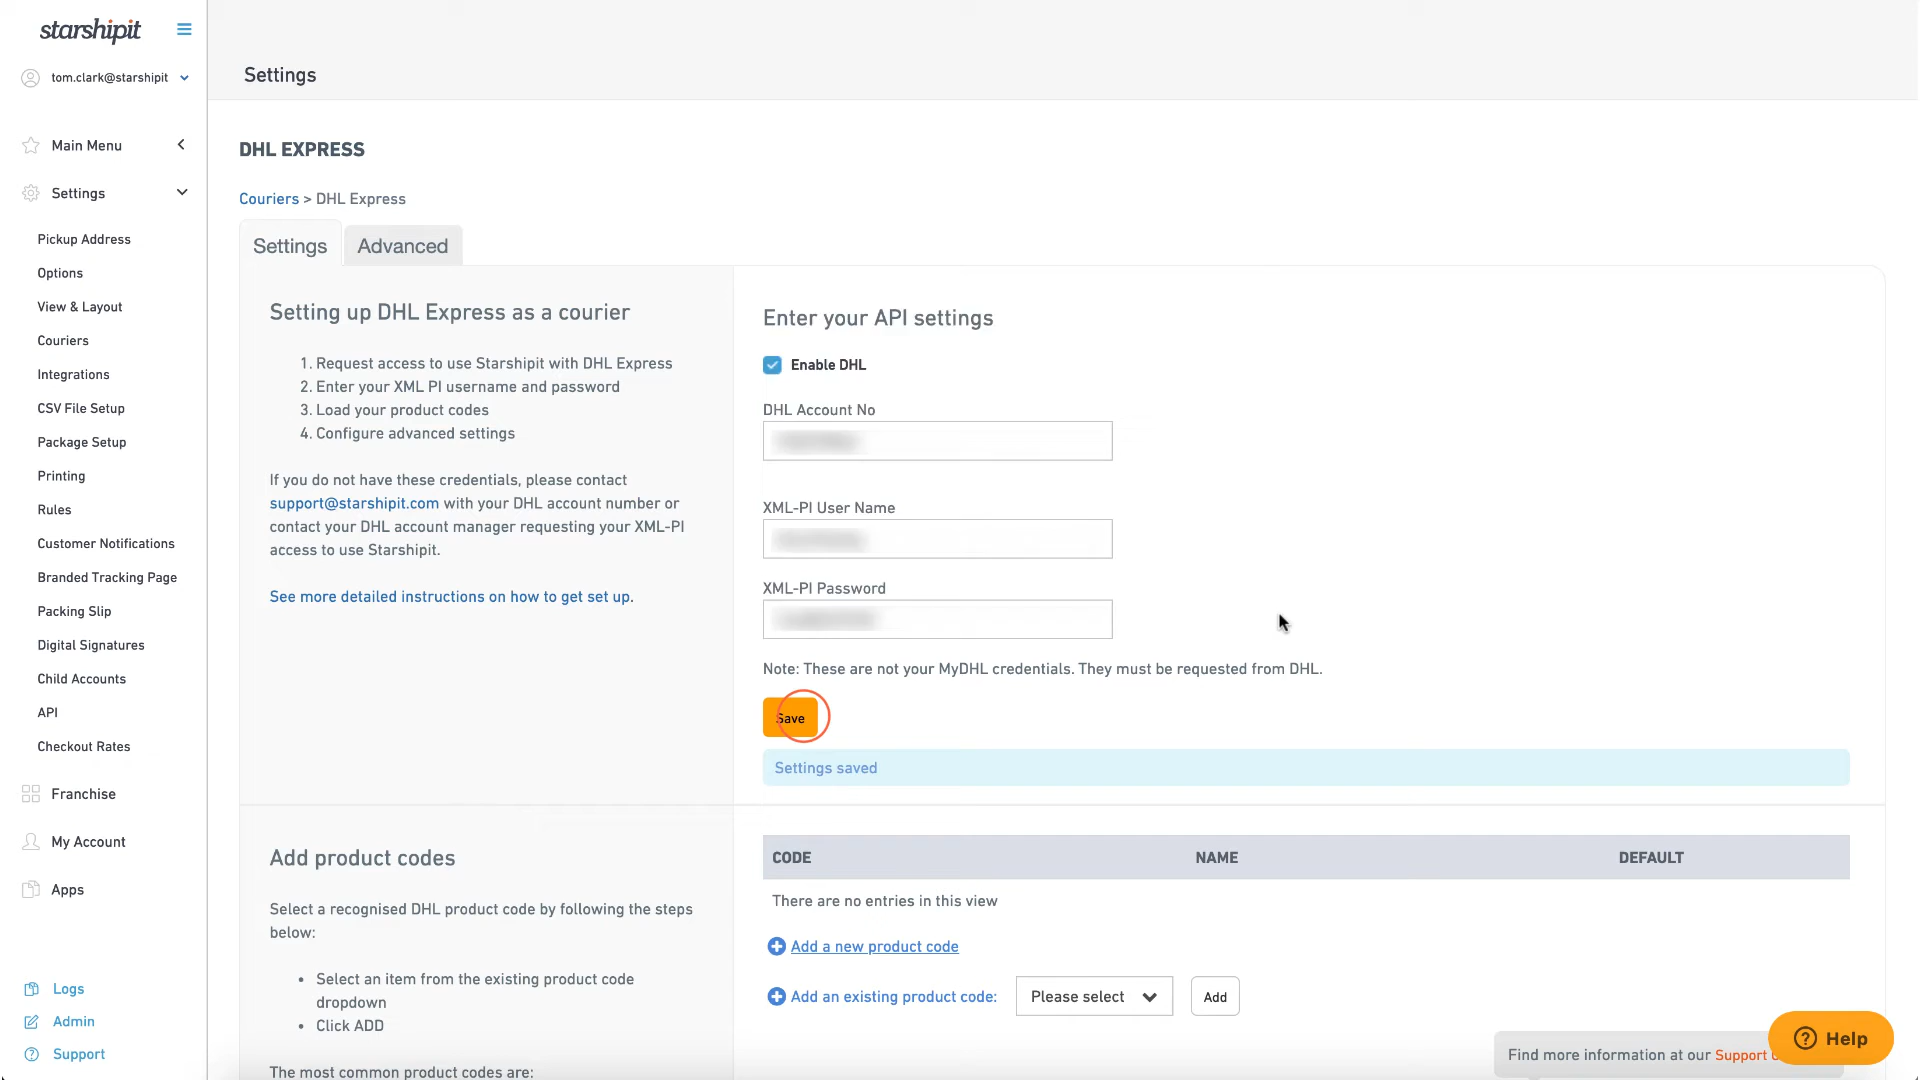 starshipit
tom.clark@starshipit
Main Menu
Settings
Pickup Address
Options
View & Layout
Couriers
Integrations
CSV File Setup
Package Setup
Printing
Rules
Customer Notifications
Branded Tracking Page
Packing Slip
Digital Signatures
Child Accounts
API
Checkout Rates
Franchise
My Account
Apps
Logs
Admin
Support
Settings
DHL EXPRESS
Couriers > DHL Express
Settings
Advanced
Setting up DHL Express as a courier
1. Request access to use Starshipit with DHL Express
2. Enter your XML PI username and password
3. Load your product codes
4. Configure advanced settings
If you do not have these credentials, please contact
support@starshipit.com with your DHL account number or
contact your DHL account manager requesting your XML-PI
access to use Starshipit.
See more detailed instructions on how to get set up.
Enter your API settings
Enable DHL
DHL Account No
XML-PI User Name
XML-PI Password
Note: These are not your MyDHL credentials. They must be requested from DHL.
Save
Settings saved
Add product codes
Select a recognised DHL product code by following the steps
below:
• Select an item from the existing product code
dropdown
• Click ADD
The most common product codes are:
CODE NAME DEFAULT
There are no entries in this view
Add a new product code
Add an existing product code: Please select Add
Find more information at our Support
Help